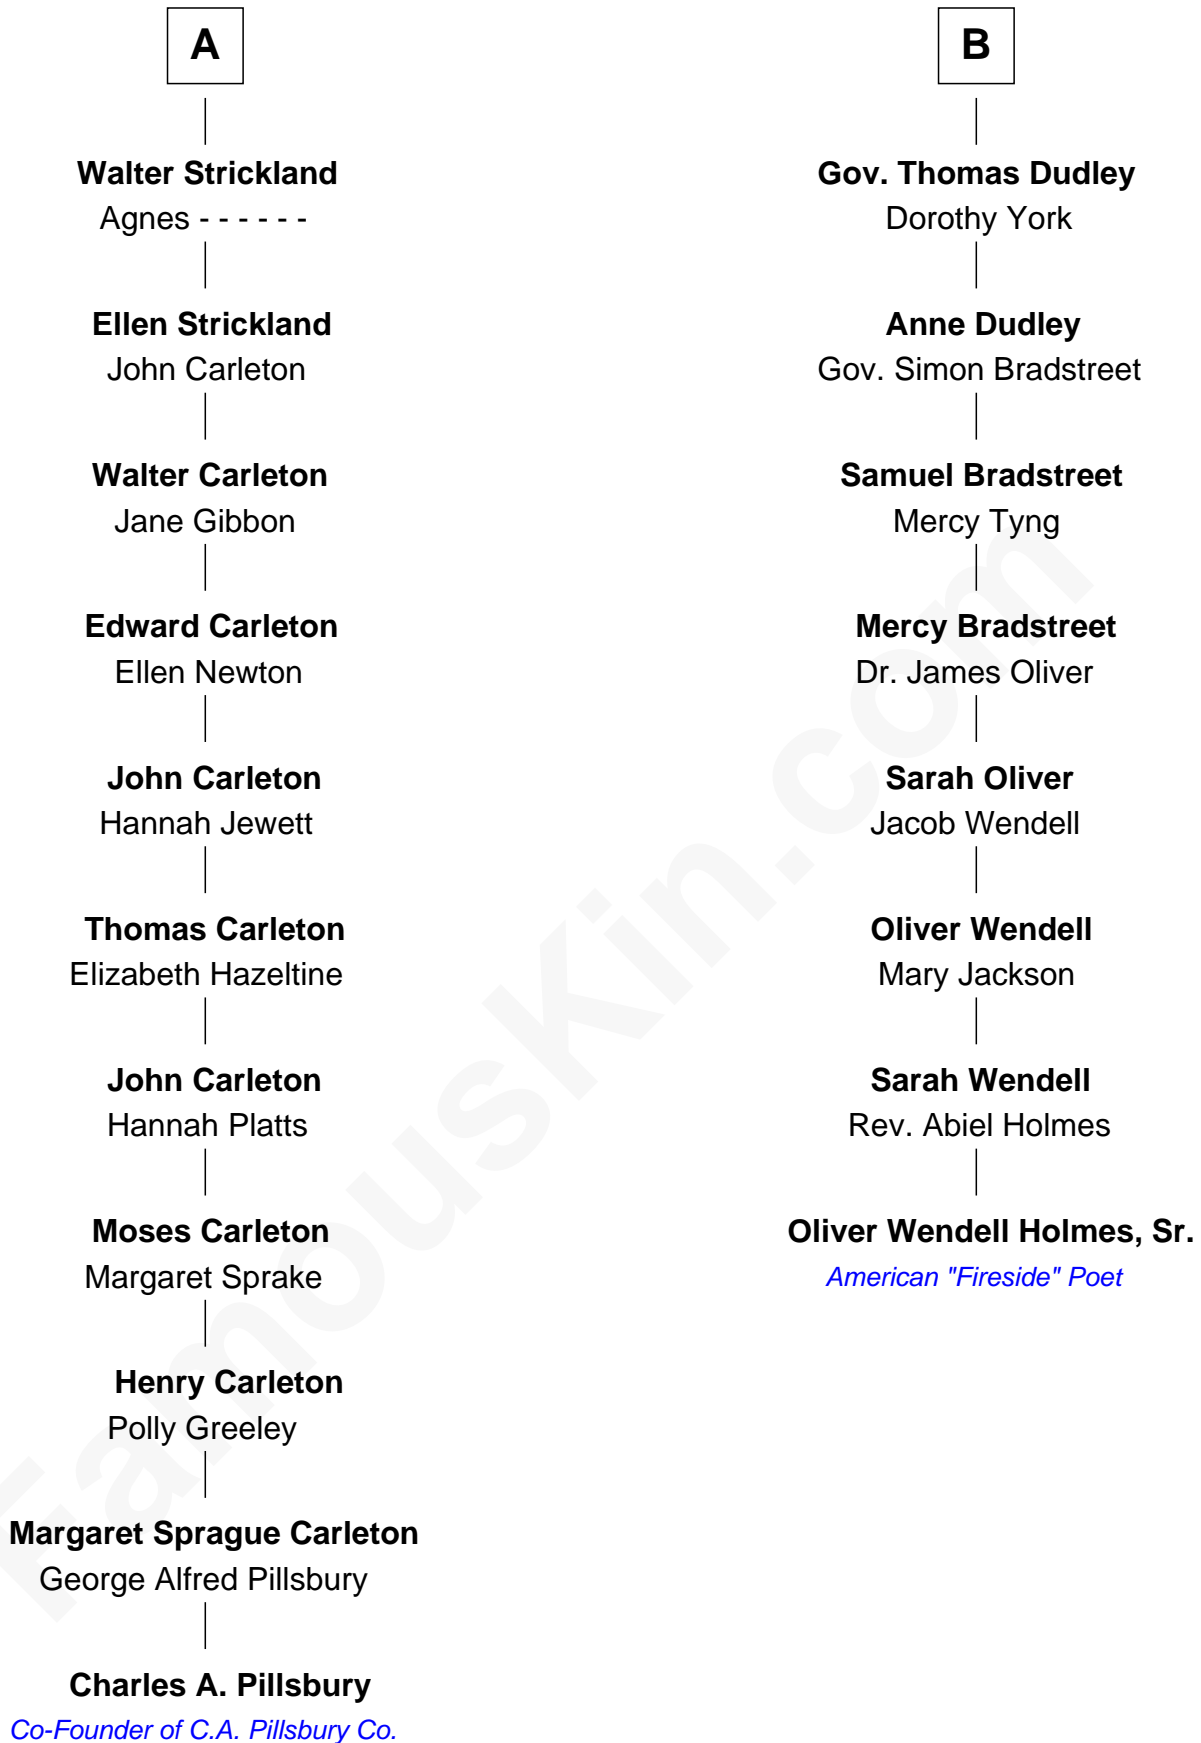 A
Walter Strickland
Agnes - - - - - -
Ellen Strickland
John Carleton
Walter Carleton
Jane Gibbon
Edward Carleton
Ellen Newton
John Carleton
Hannah Jewett
Thomas Carleton
Elizabeth Hazeltine
John Carleton
Hannah Platts
Moses Carleton
Margaret Sprake
Henry Carleton
Polly Greeley
Margaret Sprague Carleton
George Alfred Pillsbury
Charles A. Pillsbury
Co-Founder of C.A. Pillsbury Co.
B
Gov. Thomas Dudley
Dorothy York
Anne Dudley
Gov. Simon Bradstreet
Samuel Bradstreet
Mercy Tyng
Mercy Bradstreet
Dr. James Oliver
Sarah Oliver
Jacob Wendell
Oliver Wendell
Mary Jackson
Sarah Wendell
Rev. Abiel Holmes
Oliver Wendell Holmes, Sr.
American "Fireside" Poet
FamousKin.com